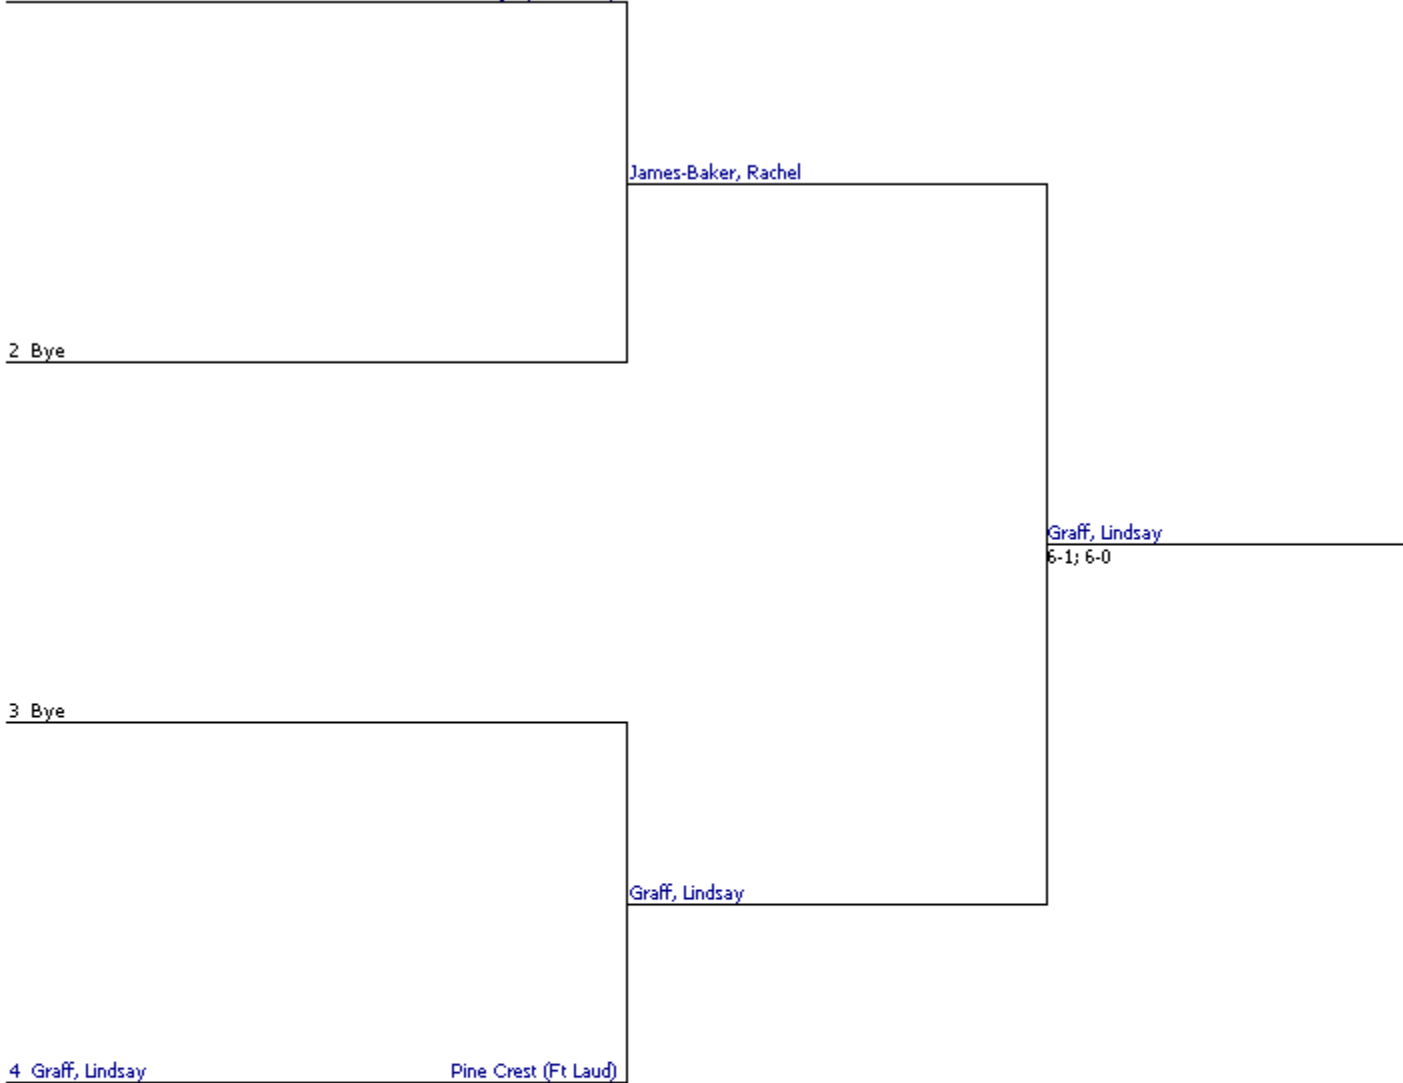 James-Baker, Rachel
2 Bye
Graff, Lindsay
6-1; 6-0
3 Bye
Graff, Lindsay
4 Graff, Lindsay Pine Crest (Ft Laud)